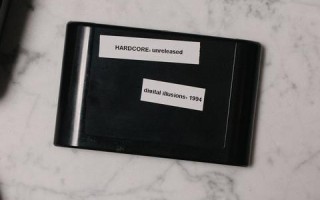 HARDCORE: unreleased
digital illusions: 1994